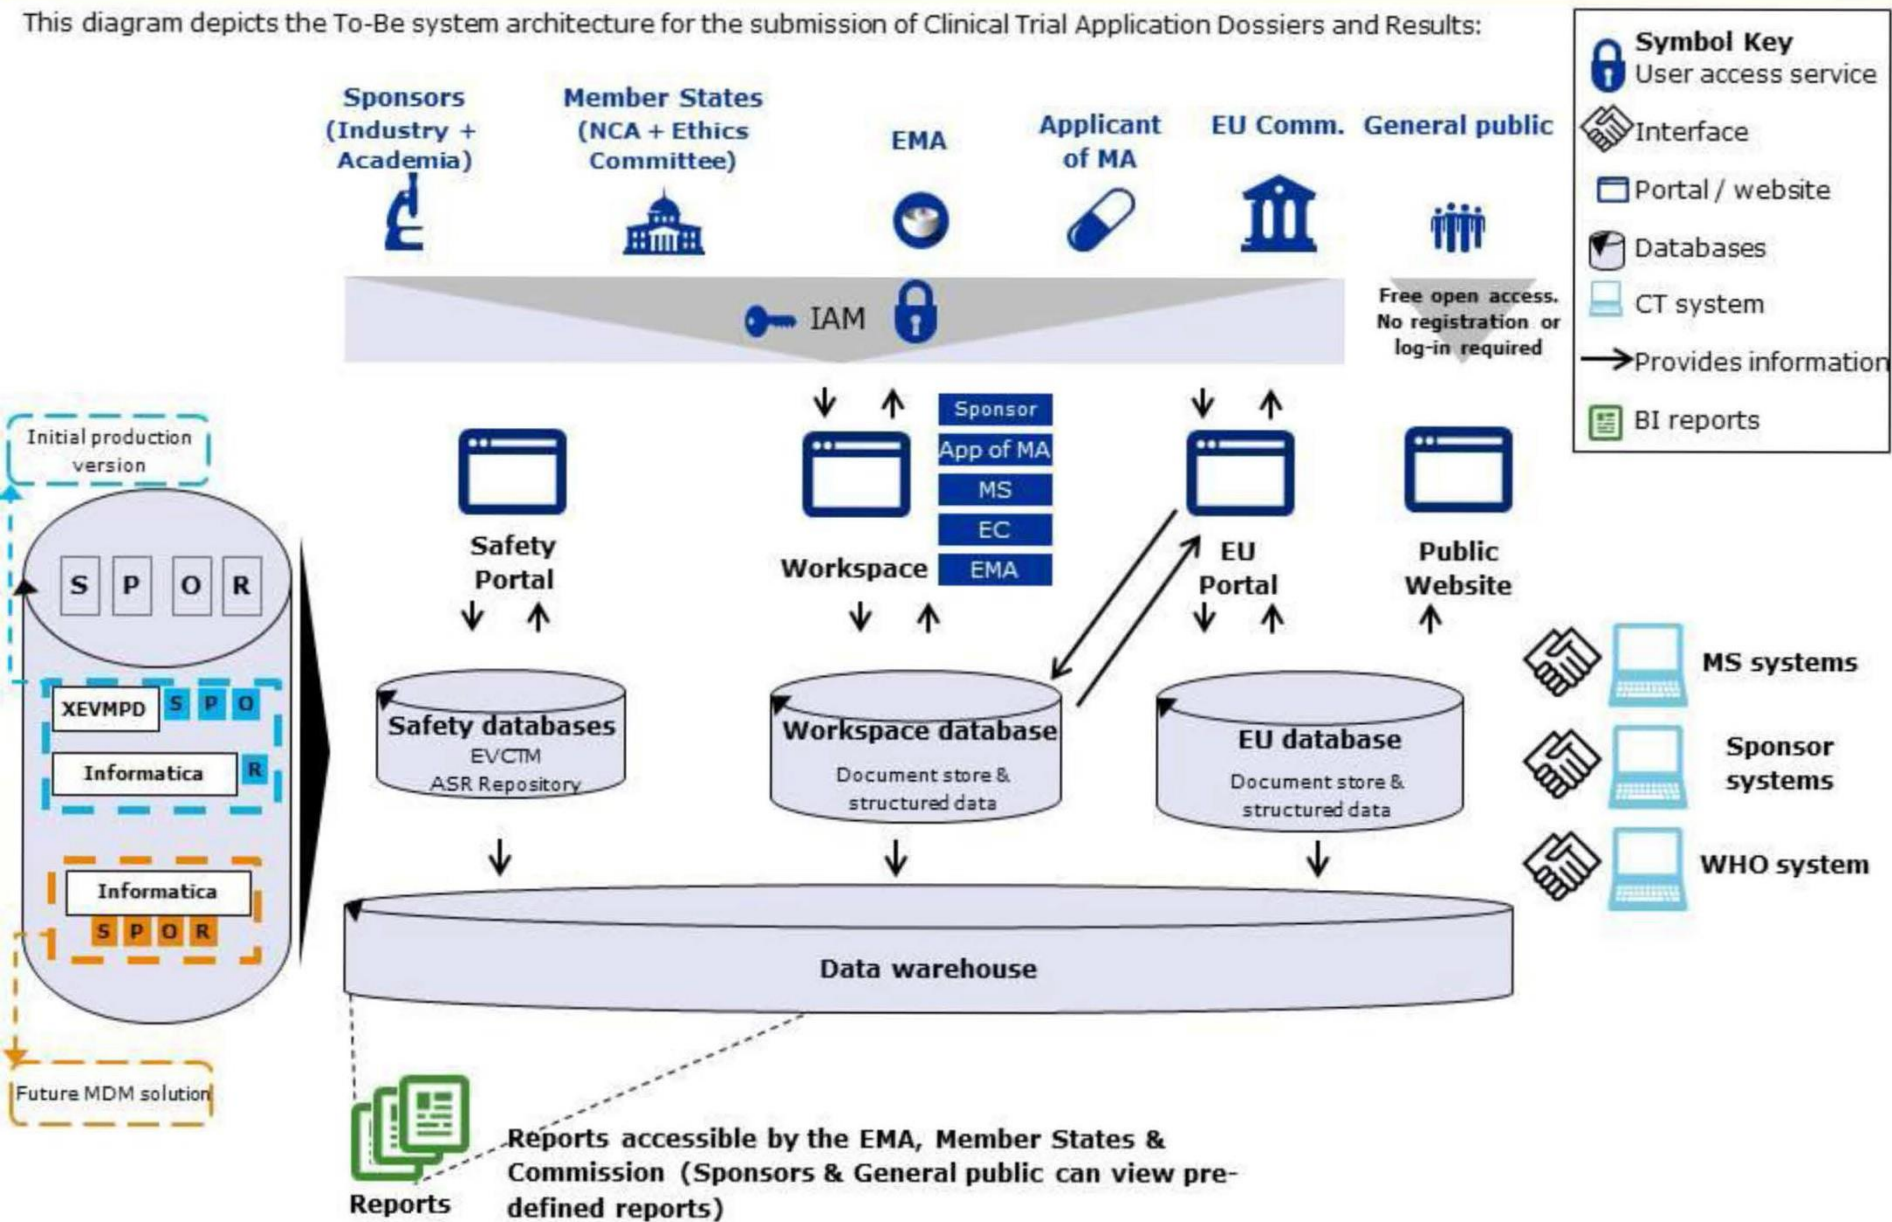 This diagram depicts the To-Be system architecture for the submission of Clinical Trial Application Dossiers and Results:
Symbol Key
User access service
Interface
Portal / website
Databases
CT system
Provides information
BI reports
Sponsors
(Industry +
Academia)
Member States
(NCA + Ethics
Committee)
EMA
Applicant
of MA
EU Comm.
General public
IAM
Free open access.
No registration or
log-in required
Initial production
version
S P O R
XEVMPD S P O
Informatica R
Informatica
S P O R
Future MDM solution
Safety
Portal
Workspace
Sponsor
App of MA
MS
EC
EMA
EU
Portal
Public
Website
Safety databases
EVCTM
ASR Repository
Workspace database
Document store &
structured data
EU database
Document store &
structured data
MS systems
Sponsor
systems
WHO system
Data warehouse
Reports
Reports accessible by the EMA, Member States &
Commission (Sponsors & General public can view pre-
defined reports)